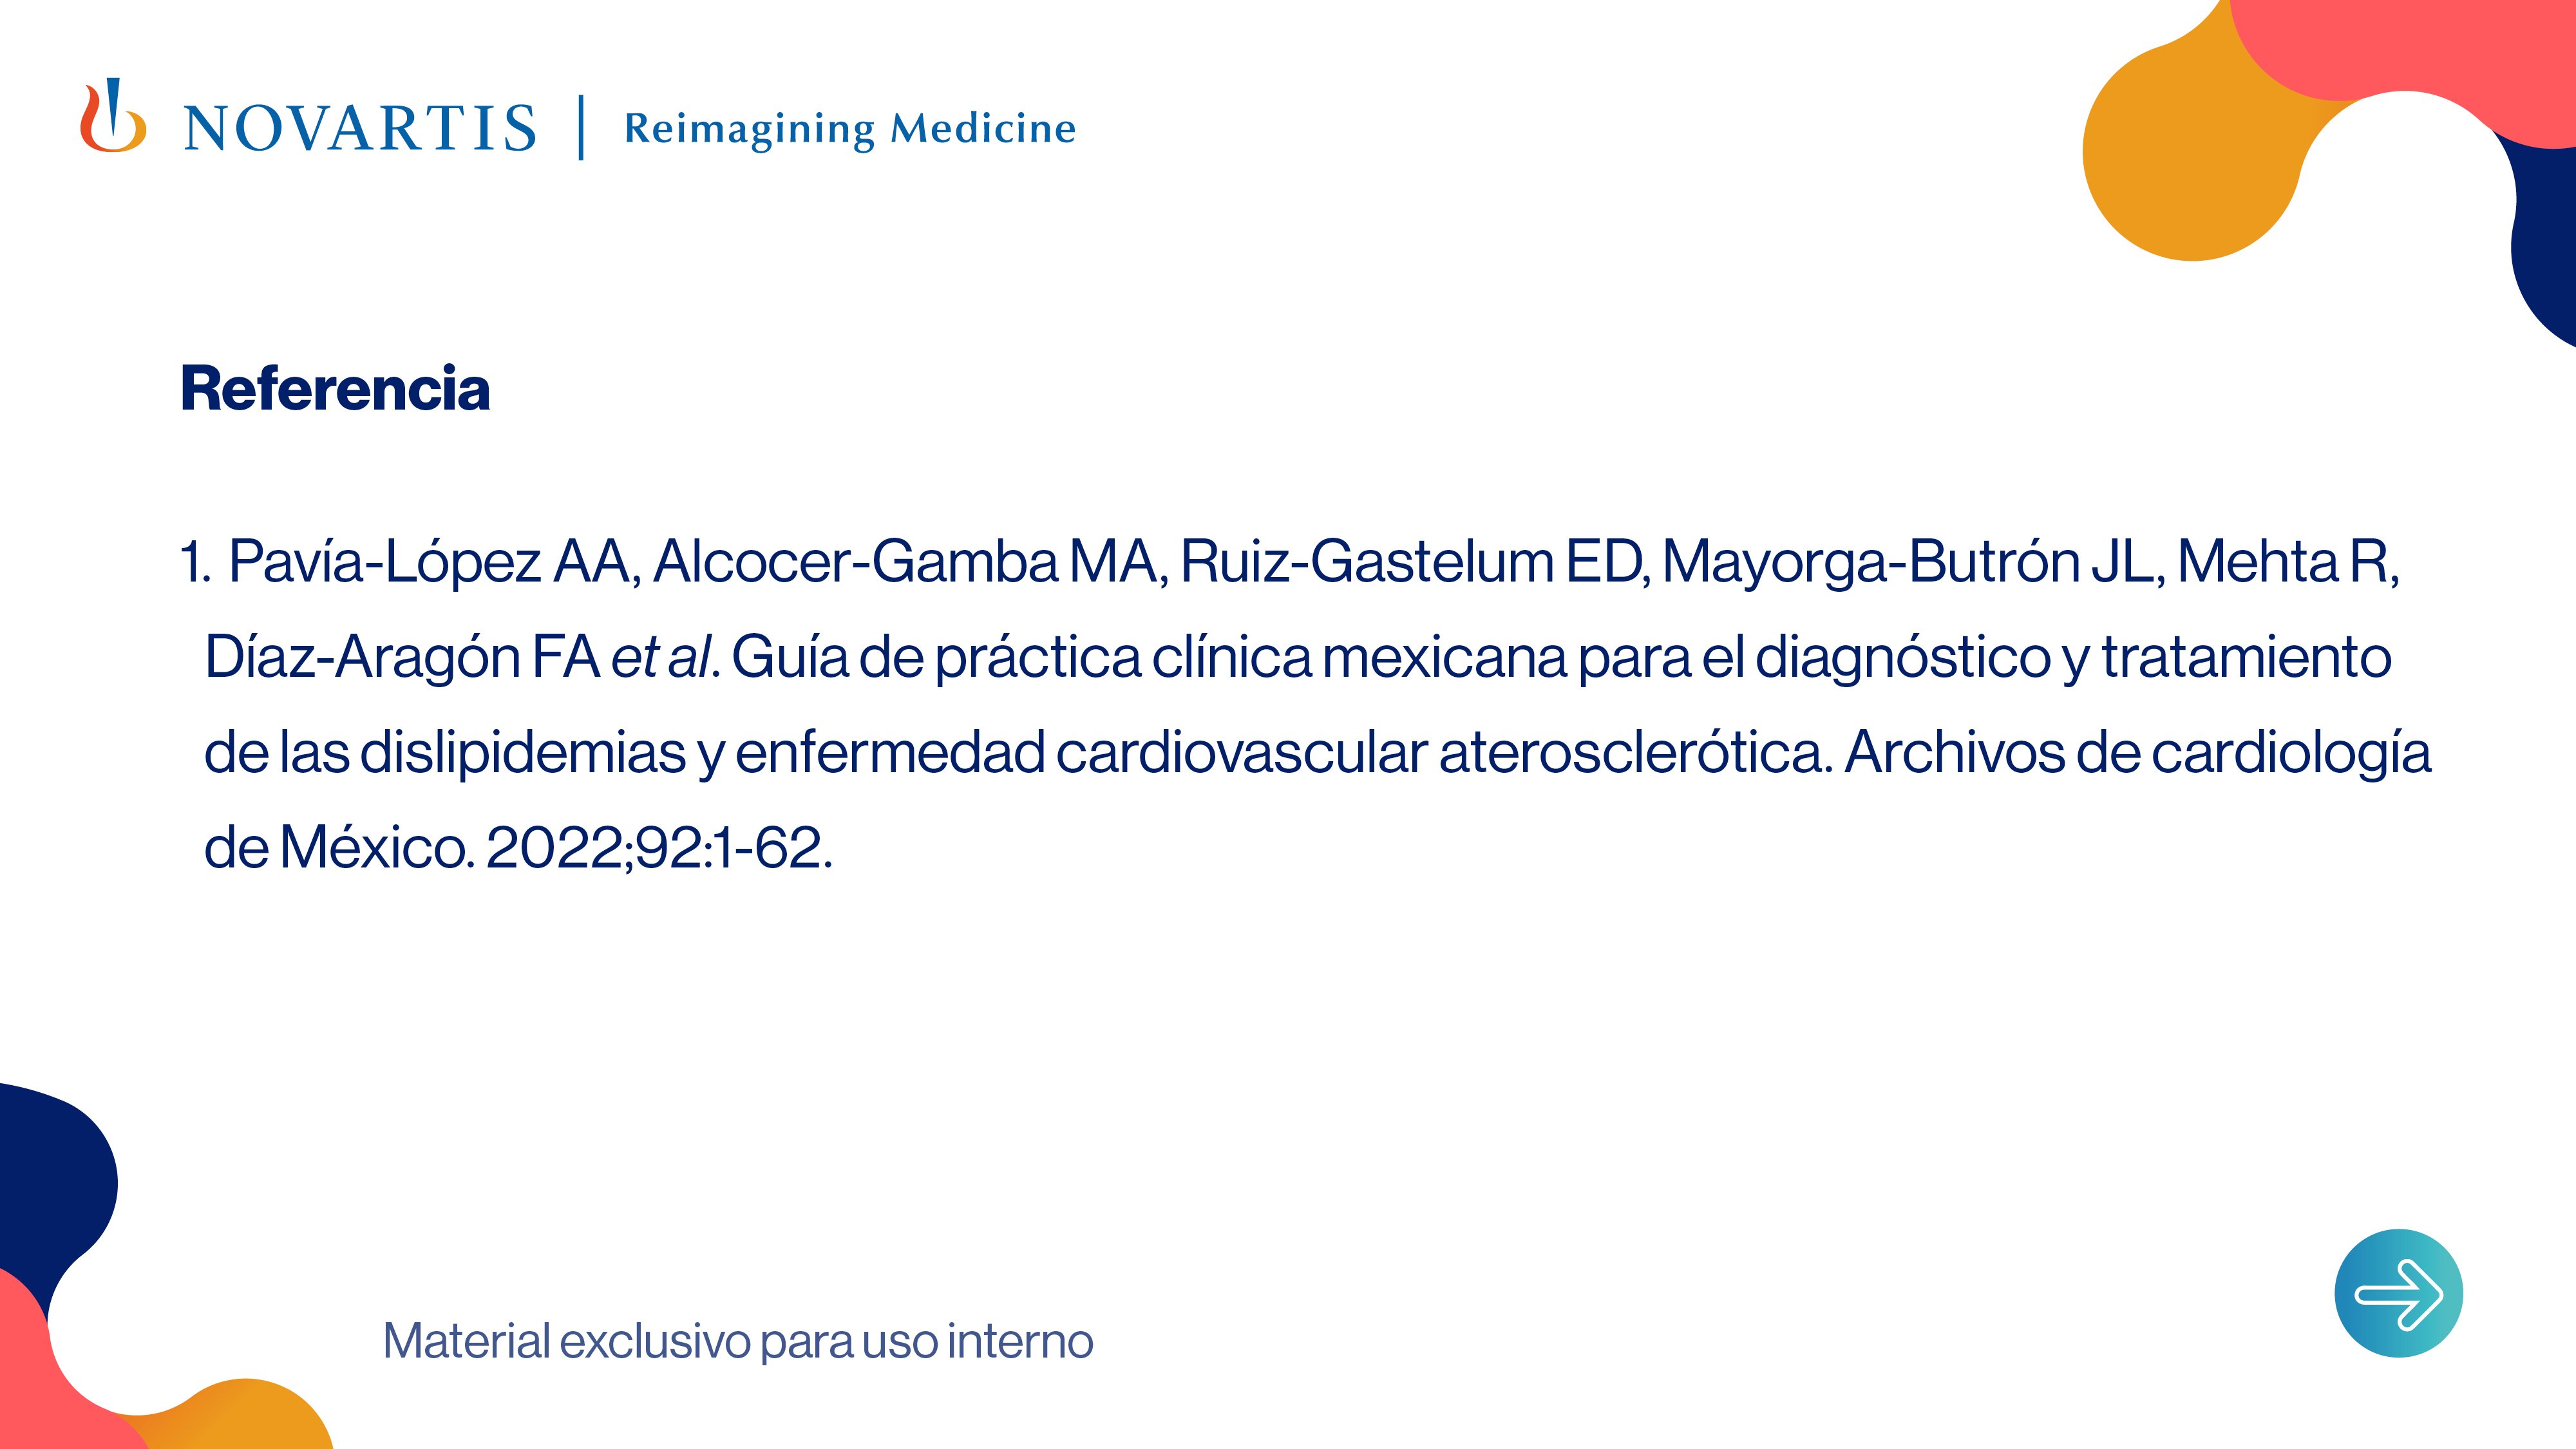 NOVARTIS | Reimagining Medicine
Referencia
1. Pavía-López AA, Alcocer-Gamba MA, Ruiz-Gastelum ED, Mayorga-Butrón JL, Mehta R,
Díaz-Aragón FA et al. Guía de práctica clínica mexicana para el diagnóstico y tratamiento
de las dislipidemias y enfermedad cardiovascular aterosclerótica. Archivos de cardiología
de México. 2022;92:1-62.
Material exclusivo para uso interno